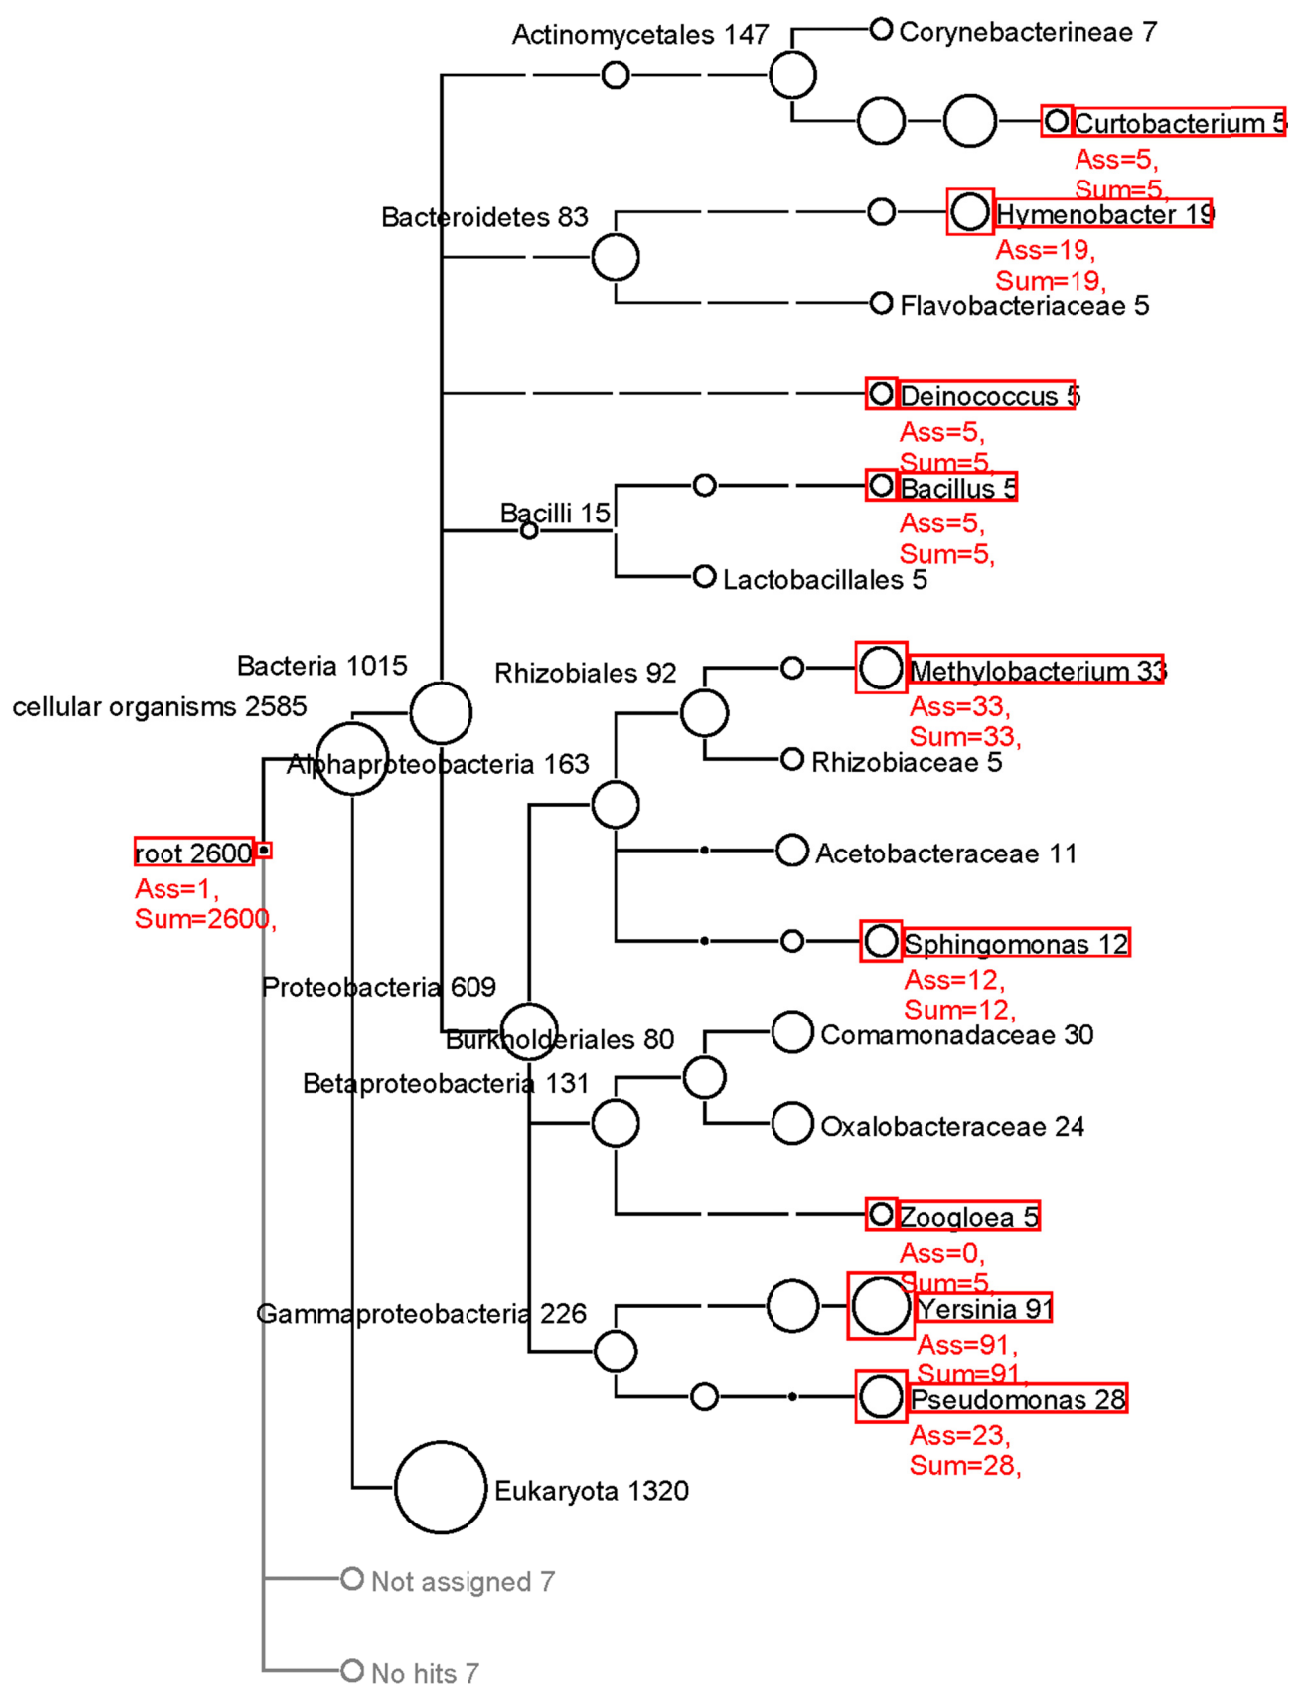 Actinomycetales 147
Corynebacterineae 7
Curtobacterium 5
Ass=5,
Sum=5,
Bacteroidetes 83
Hymenobacter 19
Ass=19,
Sum=19,
Flavobacteriaceae 5
Deinococcus 5
Ass=5,
Sum=5,
Bacillus 5
Bacilli 15
Ass=5,
Sum=5,
Lactobacillales 5
Bacteria 1015
Rhizobiales 92
Methylobacterium 33
cellular organisms 2585
Ass=33,
Sum=33,
Alphaproteobacteria 163
Rhizobiaceae 5
root 2600
Ass=1,
Sum=2600,
Acetobacteraceae 11
Sphingomonas 12
Ass=12,
Sum=12,
Proteobacteria 609
Burkholderiales 80
Comamonadaceae 30
Betaproteobacteria 131
Oxalobacteraceae 24
Zoogloea 5
Ass=0,
Sum=5,
Gammaproteobacteria 226
Yersinia 91
Ass=91,
Sum=91,
Pseudomonas 28
Ass=23,
Sum=28,
Eukaryota 1320
Not assigned 7
No hits 7